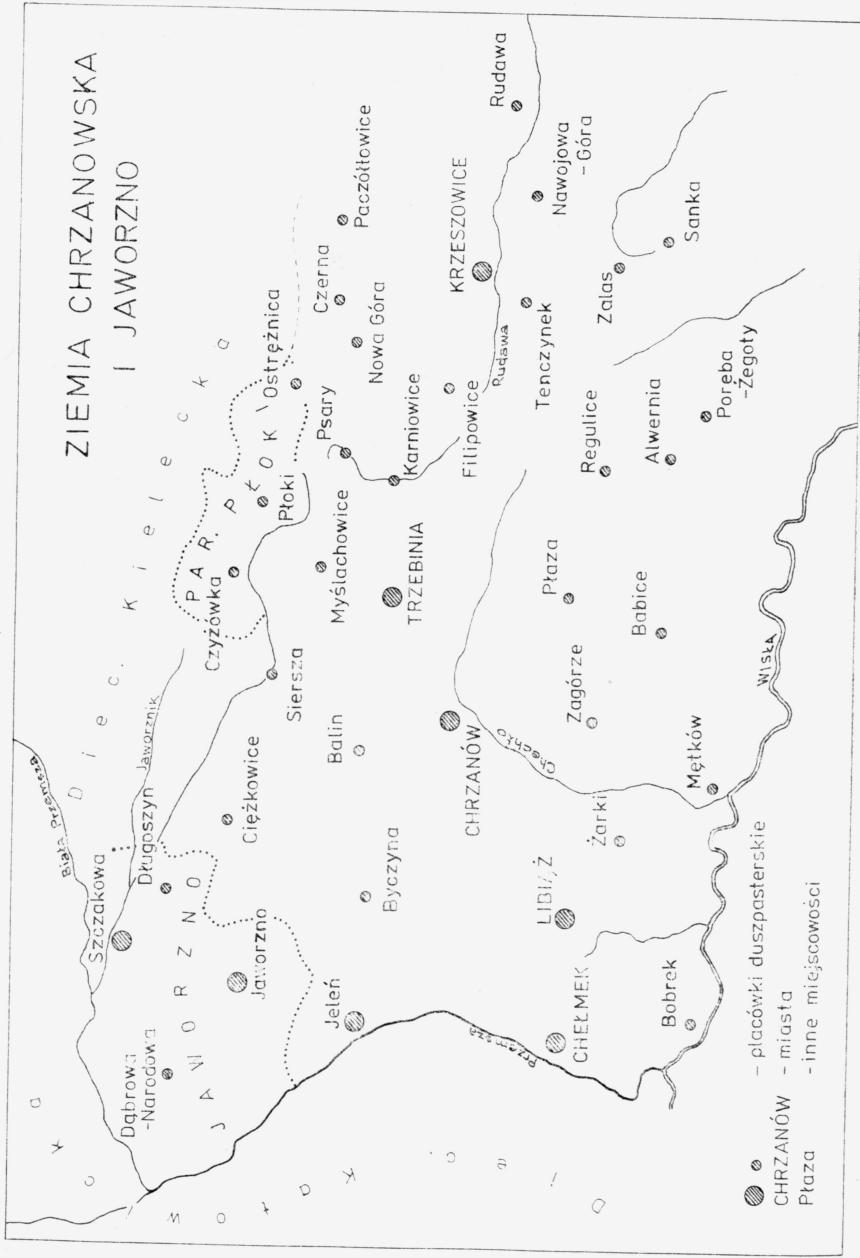 ZIEMIA CHRZANOWSKA
I JAWORZNO
Diec. Kielecka
Biała Przemsza
Szczakowa
Długoszyn
Jaworznik
Dąbrowa
-Narodowa
JAWORZNO
Jaworzno
Ciężkowice
Siersza
PAR. PŁOKI
Czyżówka
Płoki
Ostrężnica
Psary
Czerna
Nowa Góra
Paczółtowice
Myślachowice
Karniowice
Balin
Byczyna
Jeleń
TRZEBINIA
Filipowice
KRZESZOWICE
Rudawa
Rudawa
Nawojowa
-Góra
Tenczynek
CHRZANÓW
Chechło
Płaza
Zagórze
Żarki
LIBIĄŻ
CHEŁMEK
Przemsza
Bobrek
Mętków
Babice
Regulice
Alwernia
Poręba
-Żegoty
Zalas
Sanka
WISŁA
- placówki duszpasterskie
CHRZANÓW - miasta
Płaza - inne miejscowości